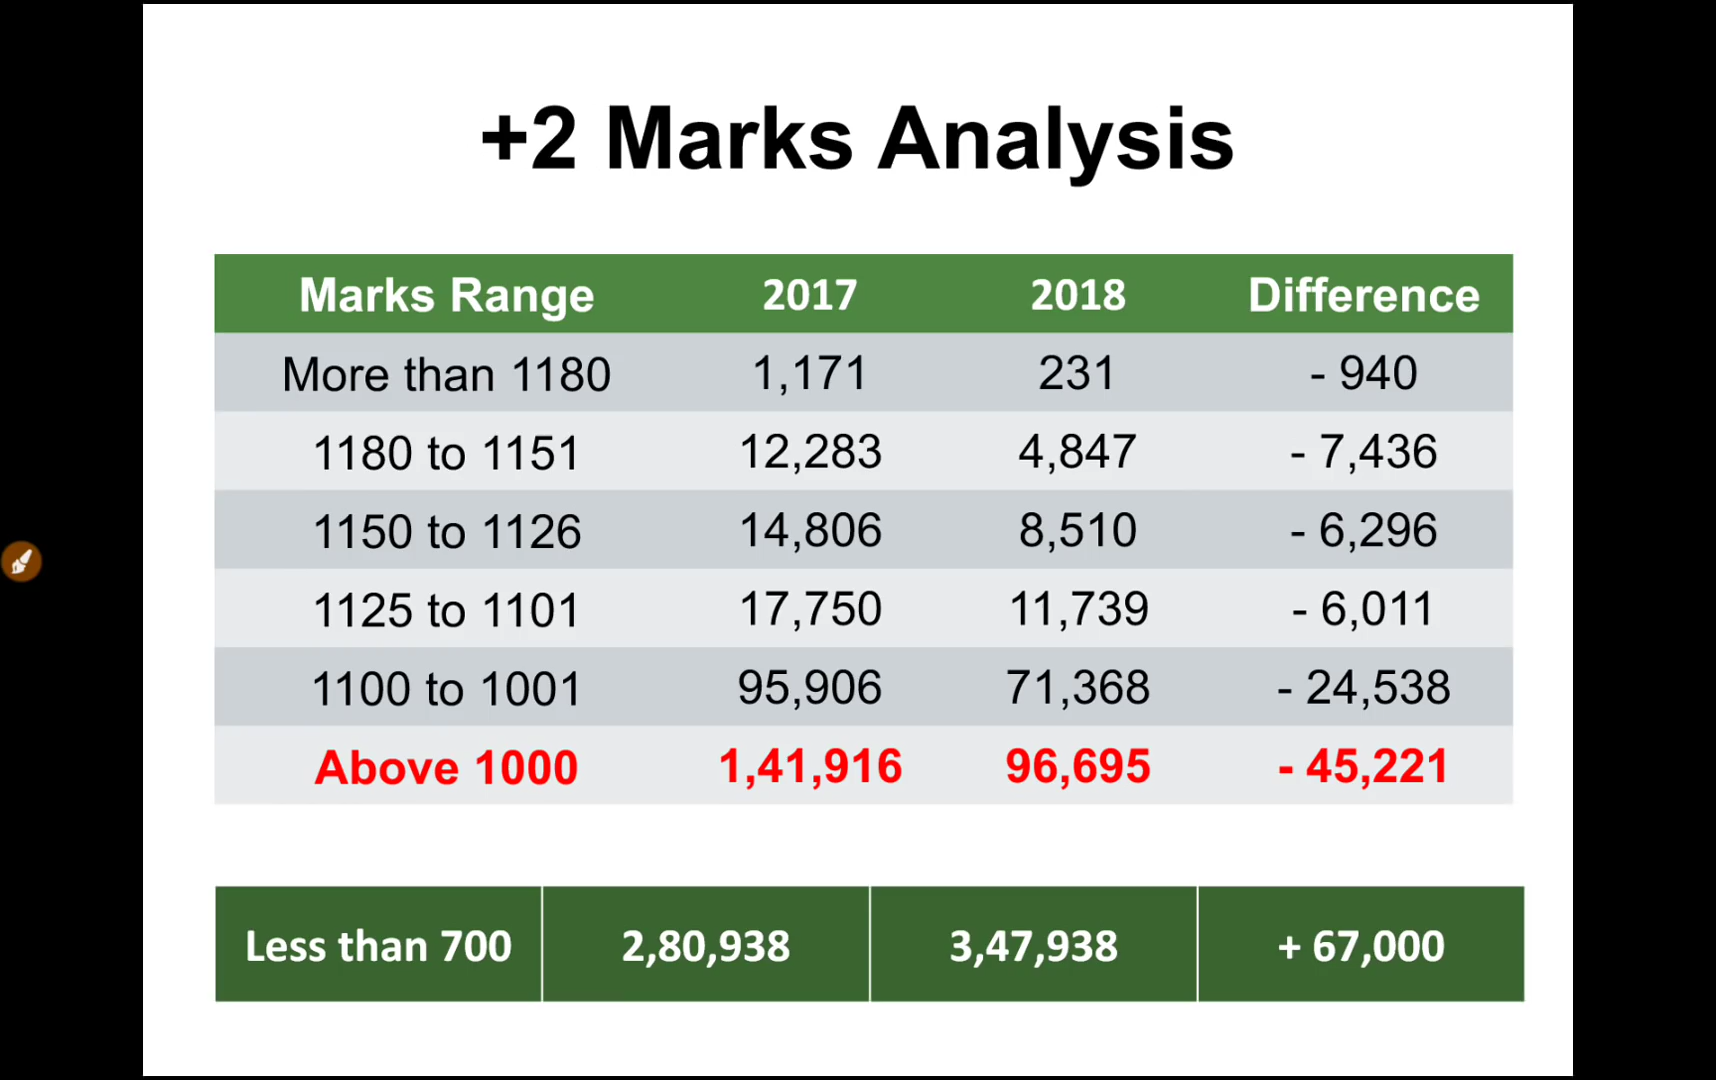 +2 Marks Analysis
Marks Range 2017 2018 Difference
More than 1180 1,171 231 - 940
1180 to 1151 12,283 4,847 - 7,436
1150 to 1126 14,806 8,510 - 6,296
1125 to 1101 17,750 11,739 - 6,011
1100 to 1001 95,906 71,368 - 24,538
Above 1000 1,41,916 96,695 - 45,221
Less than 700 2,80,938 3,47,938 + 67,000